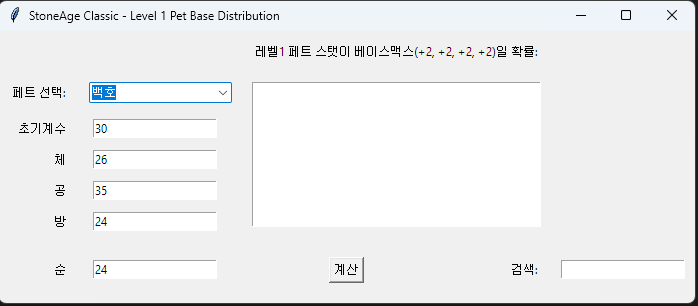 StoneAge Classic - Level 1 Pet Base Distribution
레벨1 페트 스탯이 베이스맥스(+2, +2, +2, +2)일 확률:
페트 선택: 백호
초기계수 30
체 26
공 35
방 24
순 24
계산
검색: